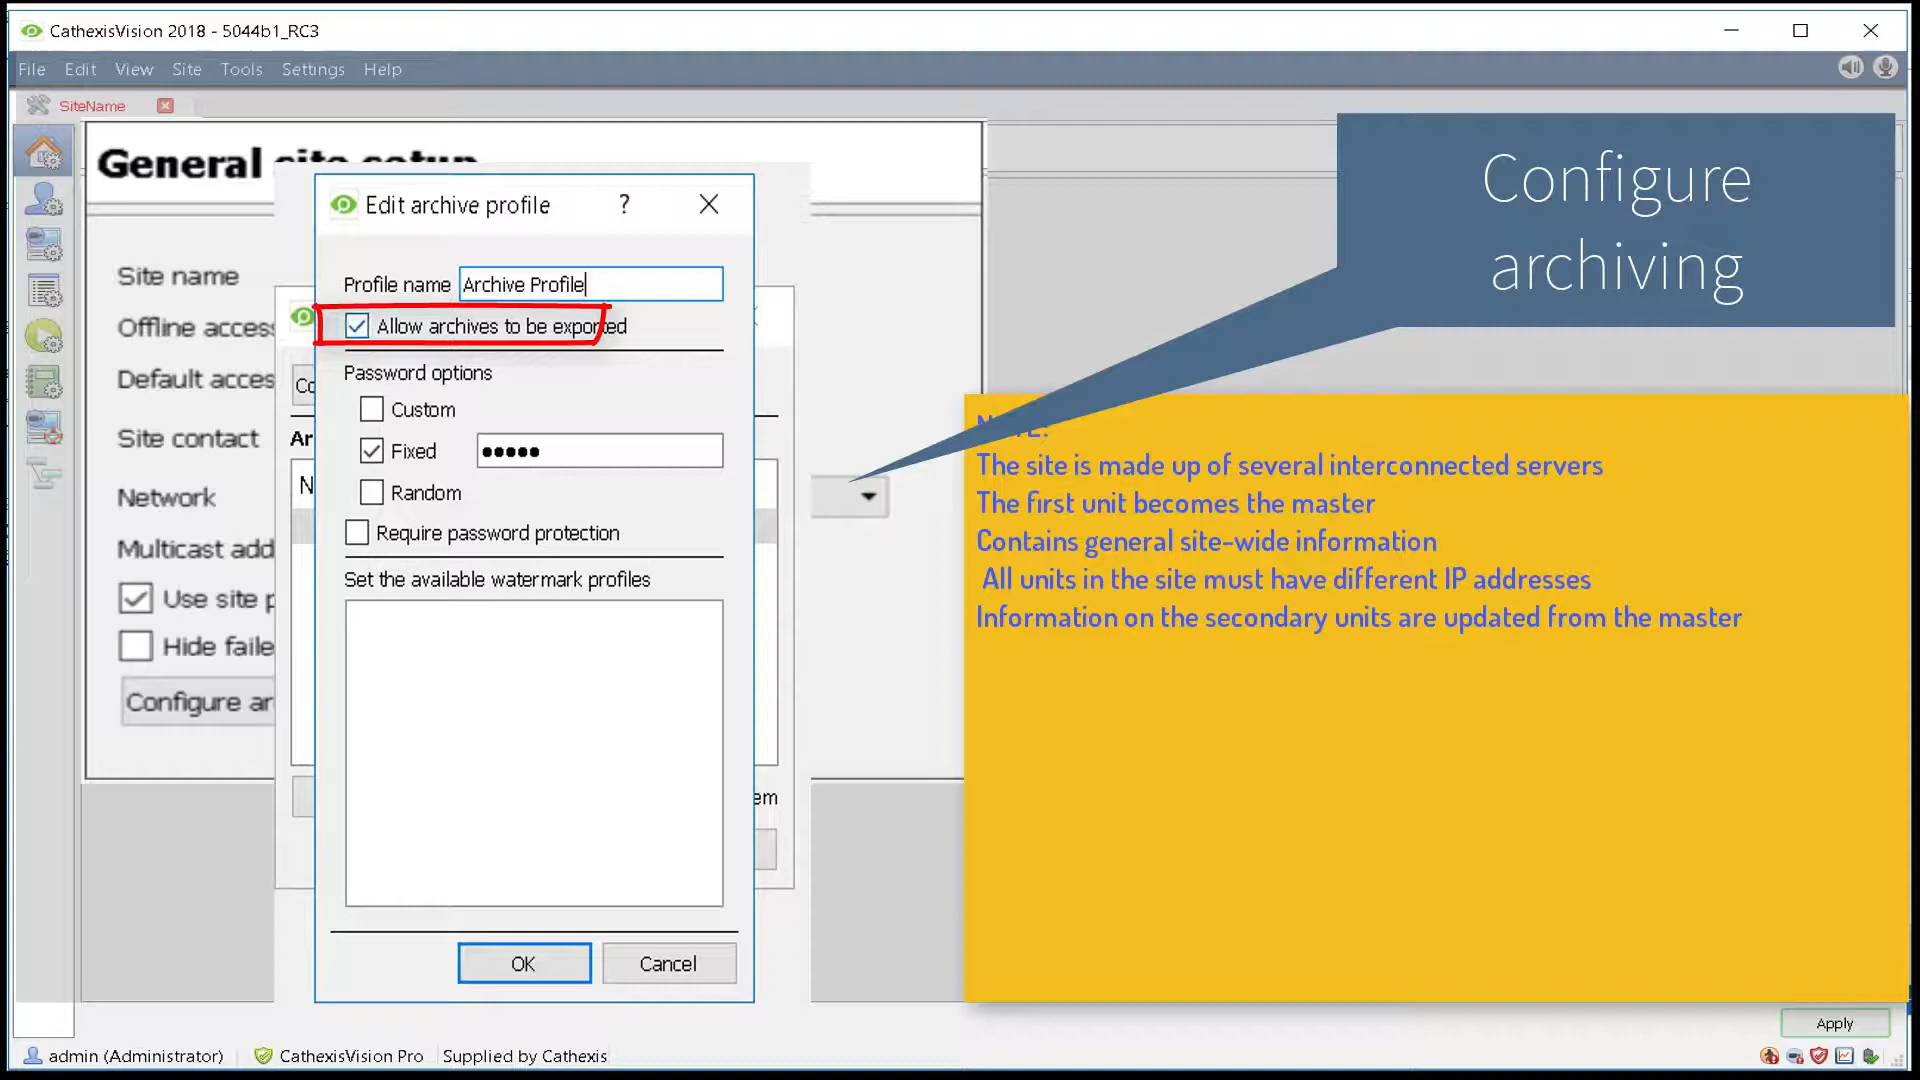 CathexisVision 2018 - 5044b1_RC3
File Edit View Site Tools Settings Help
SiteName
General site setup
Configure
archiving
Edit archive profile ?
Site name
Profile name Archive Profile
Offline access
Allow archives to be exported
Default acces
Co
Password options
Custom
Site contact
Ar
Fixed
NOTE:
The site is made up of several interconnected servers
N
Random
Network
The first unit becomes the master
Require password protection
Contains general site-wide information
Multicast add
Set the available watermark profiles
All units in the site must have different IP addresses
Use site p
Information on the secondary units are updated from the master
Hide faile
Configure ar
em
OK
Cancel
Apply
admin (Administrator) CathexisVision Pro Supplied by Cathexis